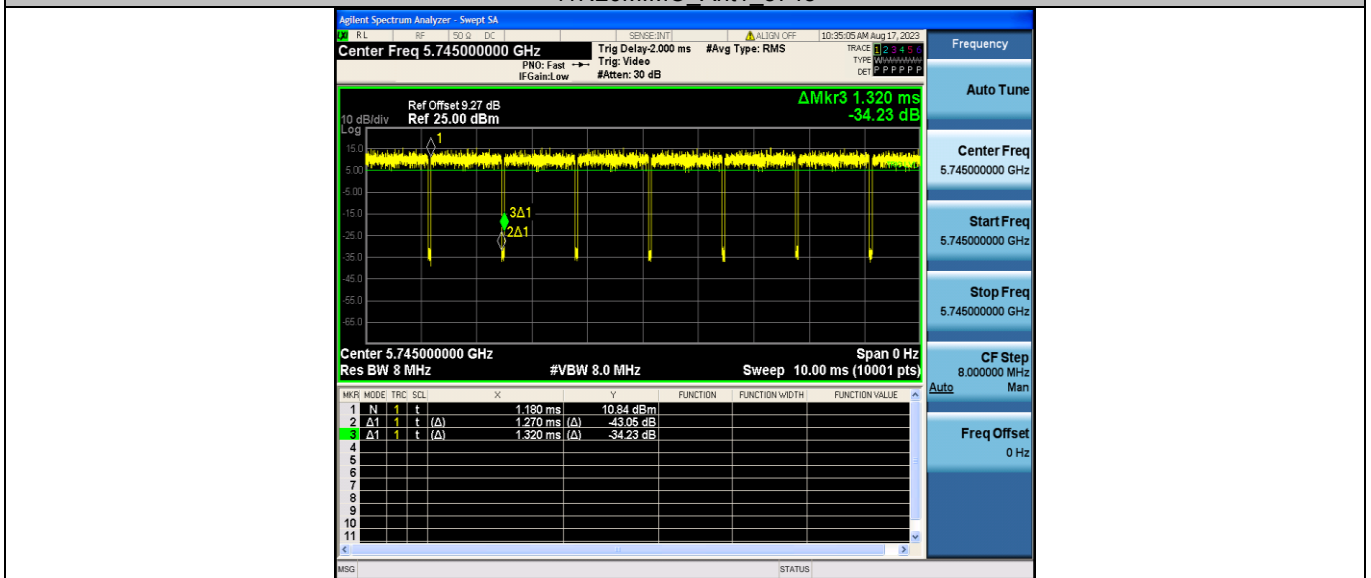 Agilent Spectrum Analyzer - Swept SA
RL RF 50 Ω DC SENSE:INT ALIGN OFF 10:35:05 AM Aug 17, 2023
Center Freq 5.745000000 GHz Trig Delay-2.000 ms #Avg Type: RMS TRACE 1 2 3 4 5 6
PNO: Fast Trig: Video TYPE
IFGain:Low #Atten: 30 dB DET P P P P P P
Frequency
Auto Tune
Center Freq
5.745000000 GHz
Start Freq
5.745000000 GHz
Stop Freq
5.745000000 GHz
CF Step
8.000000 MHz
Auto Man
Freq Offset
0 Hz
ΔMkr3 1.320 ms
-34.23 dB
Ref Offset 9.27 dB
10 dB/div Ref 25.00 dBm
Log
15.0
5.00
-5.00
-15.0
-25.0
-35.0
-45.0
-55.0
-65.0
1
3Δ1
2Δ1
Center 5.745000000 GHz Span 0 Hz
Res BW 8 MHz #VBW 8.0 MHz Sweep 10.00 ms (10001 pts)
MKR MODE TRC SCL X Y FUNCTION FUNCTION WIDTH FUNCTION VALUE
1 N 1 t 1.180 ms 10.84 dBm
2 Δ1 1 t (Δ) 1.270 ms (Δ) -43.05 dB
3 Δ1 1 t (Δ) 1.320 ms (Δ) -34.23 dB
4
5
6
7
8
9
10
11
MSG STATUS